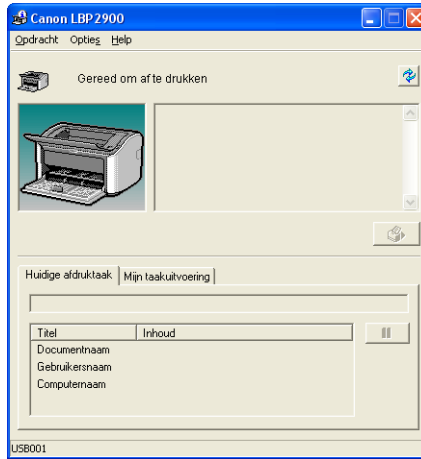 Canon LBP2900
Opdracht Opties Help
Gereed om af te drukken
Huidige afdruktaak Mijn taakuitvoering
Titel Inhoud
Documentnaam
Gebruikersnaam
Computernaam
USB001